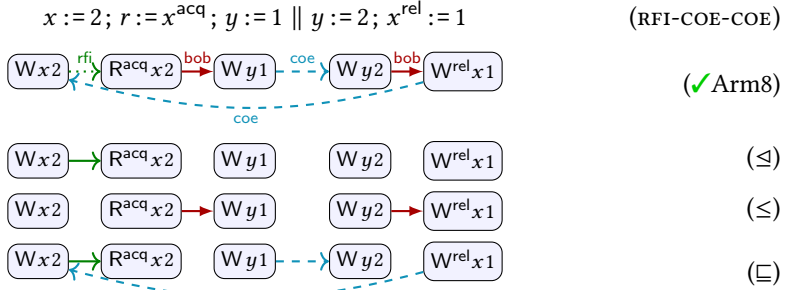 x := 2; r := x^acq; y := 1 ∥ y := 2; x^rel := 1 (RFI-COE-COE)
rfi bob coe bob
Wx2 R^acq x2 Wy1 Wy2 W^rel x1 (✓Arm8)
coe
Wx2 R^acq x2 Wy1 Wy2 W^rel x1 (⊴)
Wx2 R^acq x2 Wy1 Wy2 W^rel x1 (≤)
Wx2 R^acq x2 Wy1 Wy2 W^rel x1 (⊑)